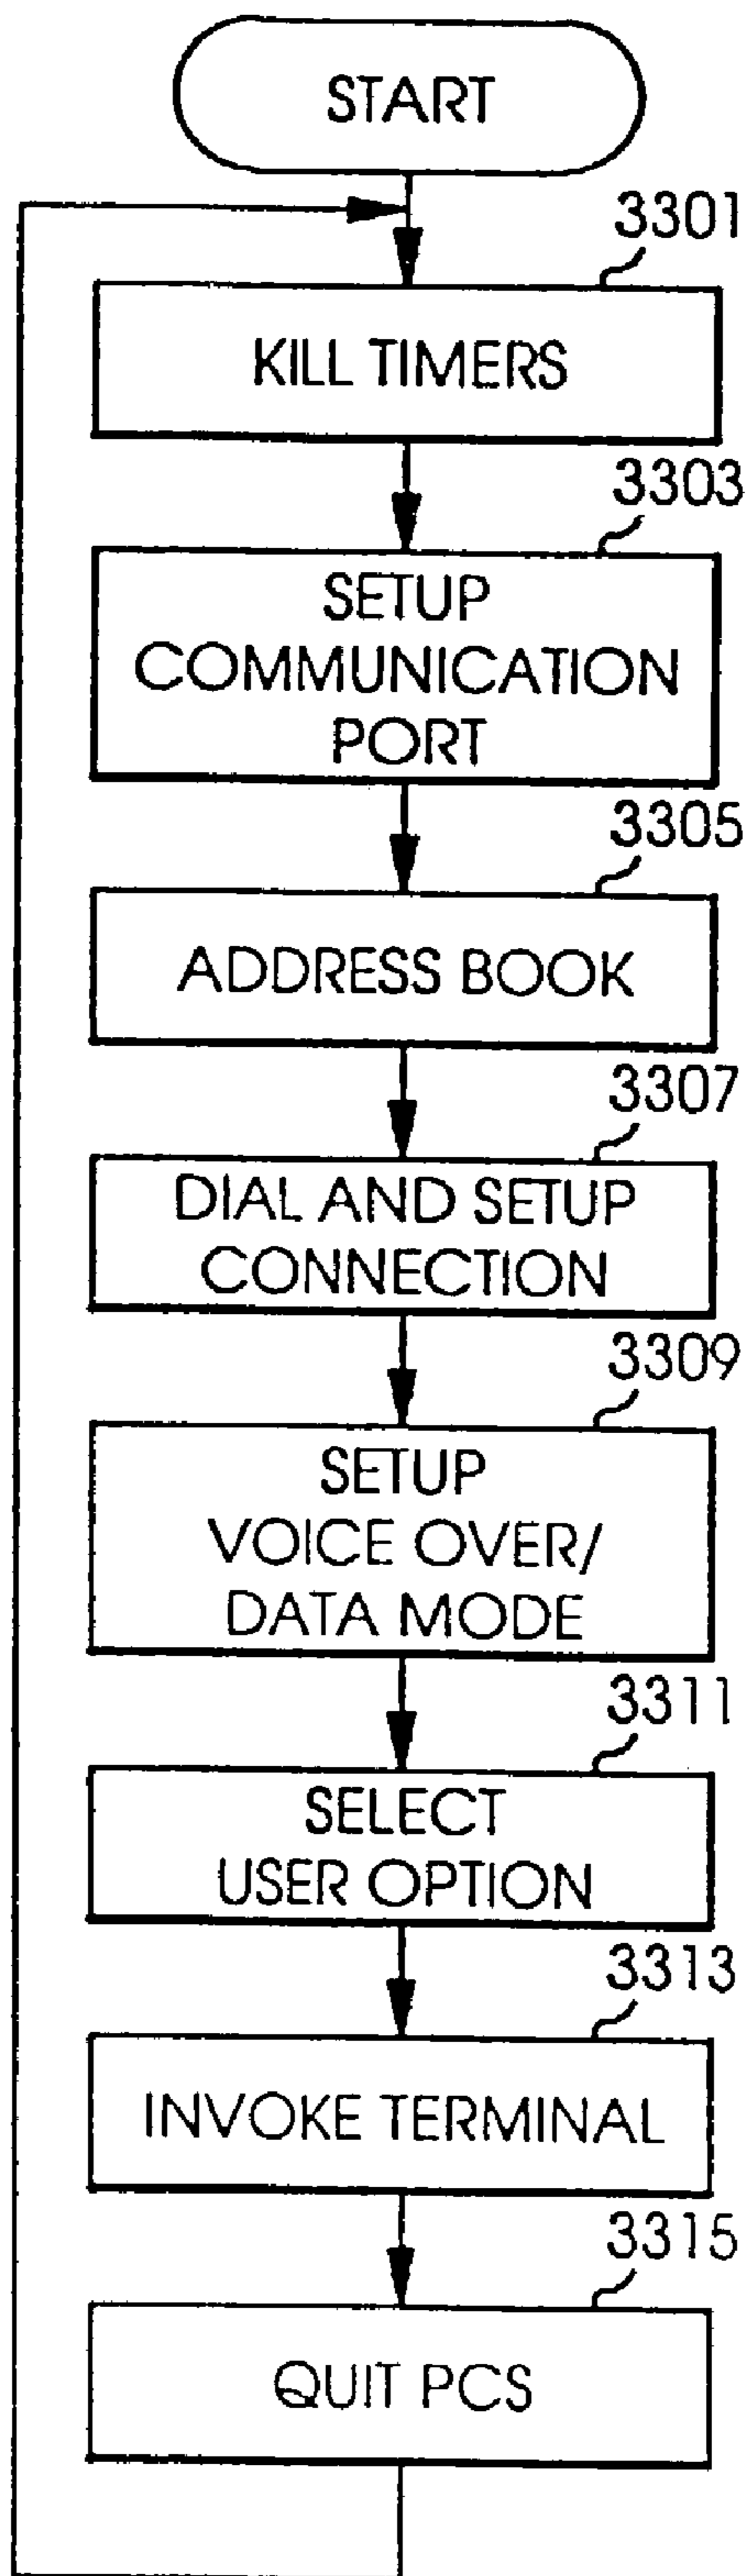 START
3301
KILL TIMERS
3303
SETUP
COMMUNICATION
PORT
3305
ADDRESS BOOK
3307
DIAL AND SETUP
CONNECTION
3309
SETUP
VOICE OVER/
DATA MODE
3311
SELECT
USER OPTION
3313
INVOKE TERMINAL
3315
QUIT PCS